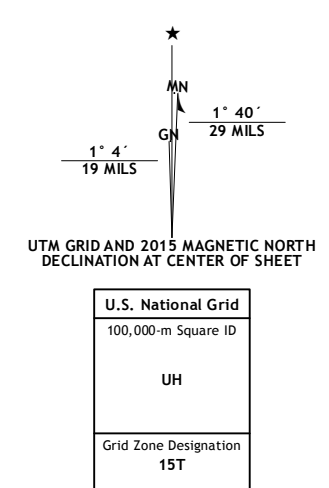 ★
MN
1° 40´
29 MILS
GN
1° 4´
19 MILS
UTM GRID AND 2015 MAGNETIC NORTH
DECLINATION AT CENTER OF SHEET
U.S. National Grid
100,000-m Square ID
UH
Grid Zone Designation
15T